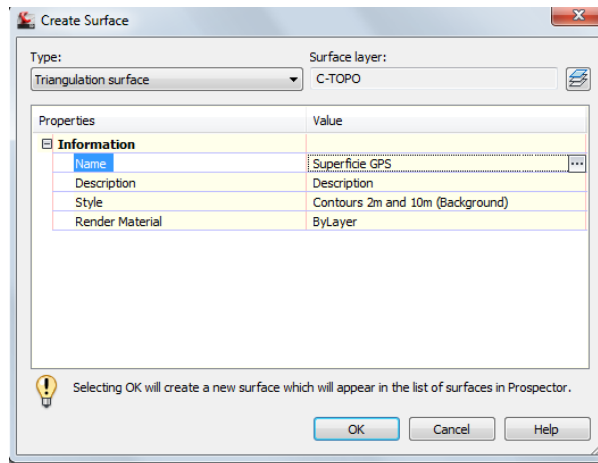 Create Surface
Type: Surface layer:
Triangulation surface C-TOPO
Properties Value
Information
Name Superficie GPS ...
Description Description
Style Contours 2m and 10m (Background)
Render Material ByLayer
Selecting OK will create a new surface which will appear in the list of surfaces in Prospector.
OK Cancel Help